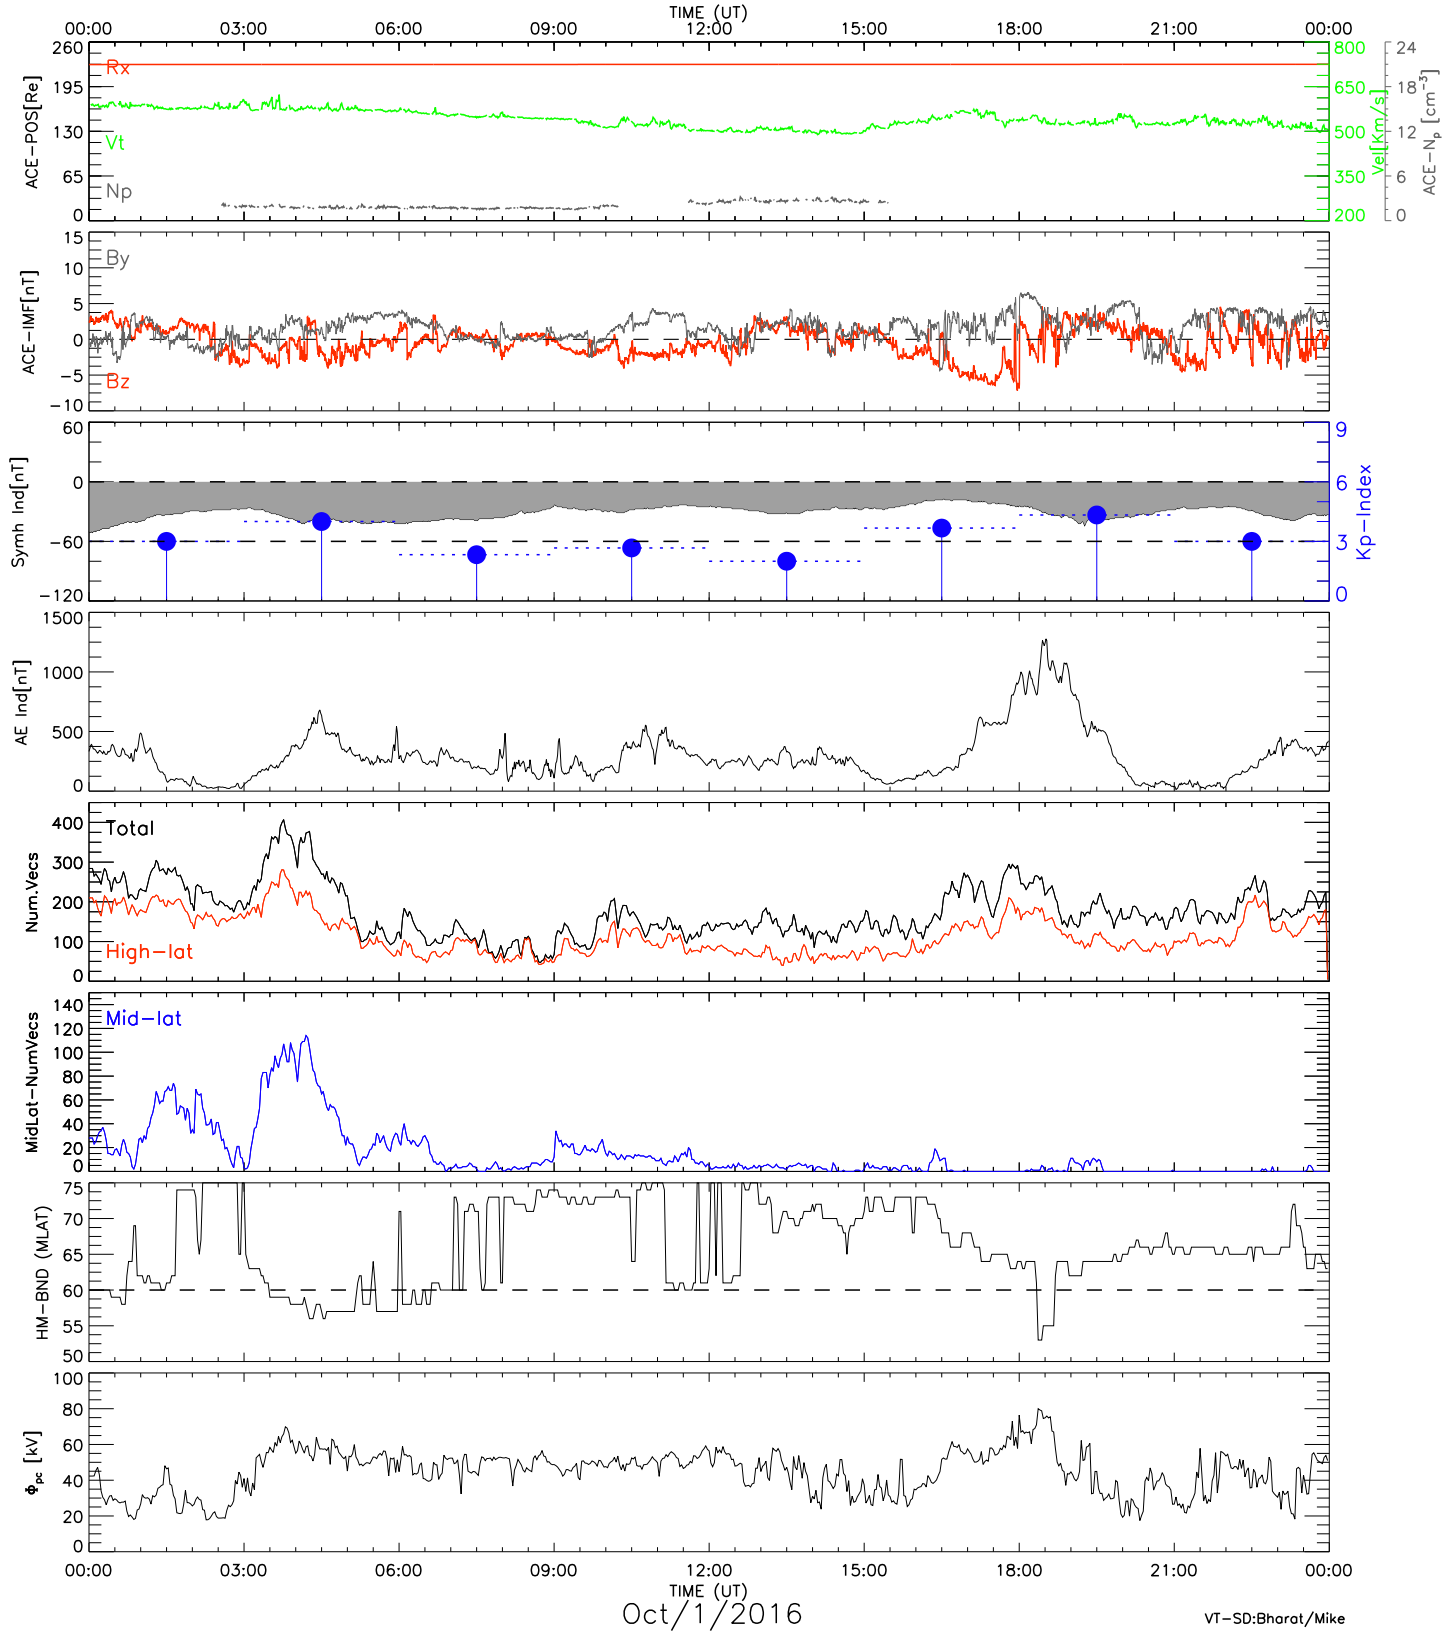 TIME (UT)
00:00 03:00 06:00 09:00 12:00 15:00 18:00 21:00 00:00
ACE-POS[Re]
260
195
130
65
0
Rx
Vt
Np
800
650
500
350
200
Vel[Km/s]
24
18
12
6
0
ACE-Np [cm⁻³]
ACE-IMF[nT]
15
10
5
0
-5
-10
By
Bz
Symh Ind[nT]
60
0
-60
-120
9
6
3
0
Kp-Index
AE Ind[nT]
1500
1000
500
0
Num.Vecs
400
300
200
100
0
Total
High-lat
MidLat-NumVecs
140
120
100
80
60
40
20
0
Mid-lat
HM-BND (MLAT)
75
70
65
60
55
50
Φpc [kV]
100
80
60
40
20
0
00:00 03:00 06:00 09:00 12:00 15:00 18:00 21:00 00:00
TIME (UT)
Oct/1/2016
VT-SD:Bharat/Mike